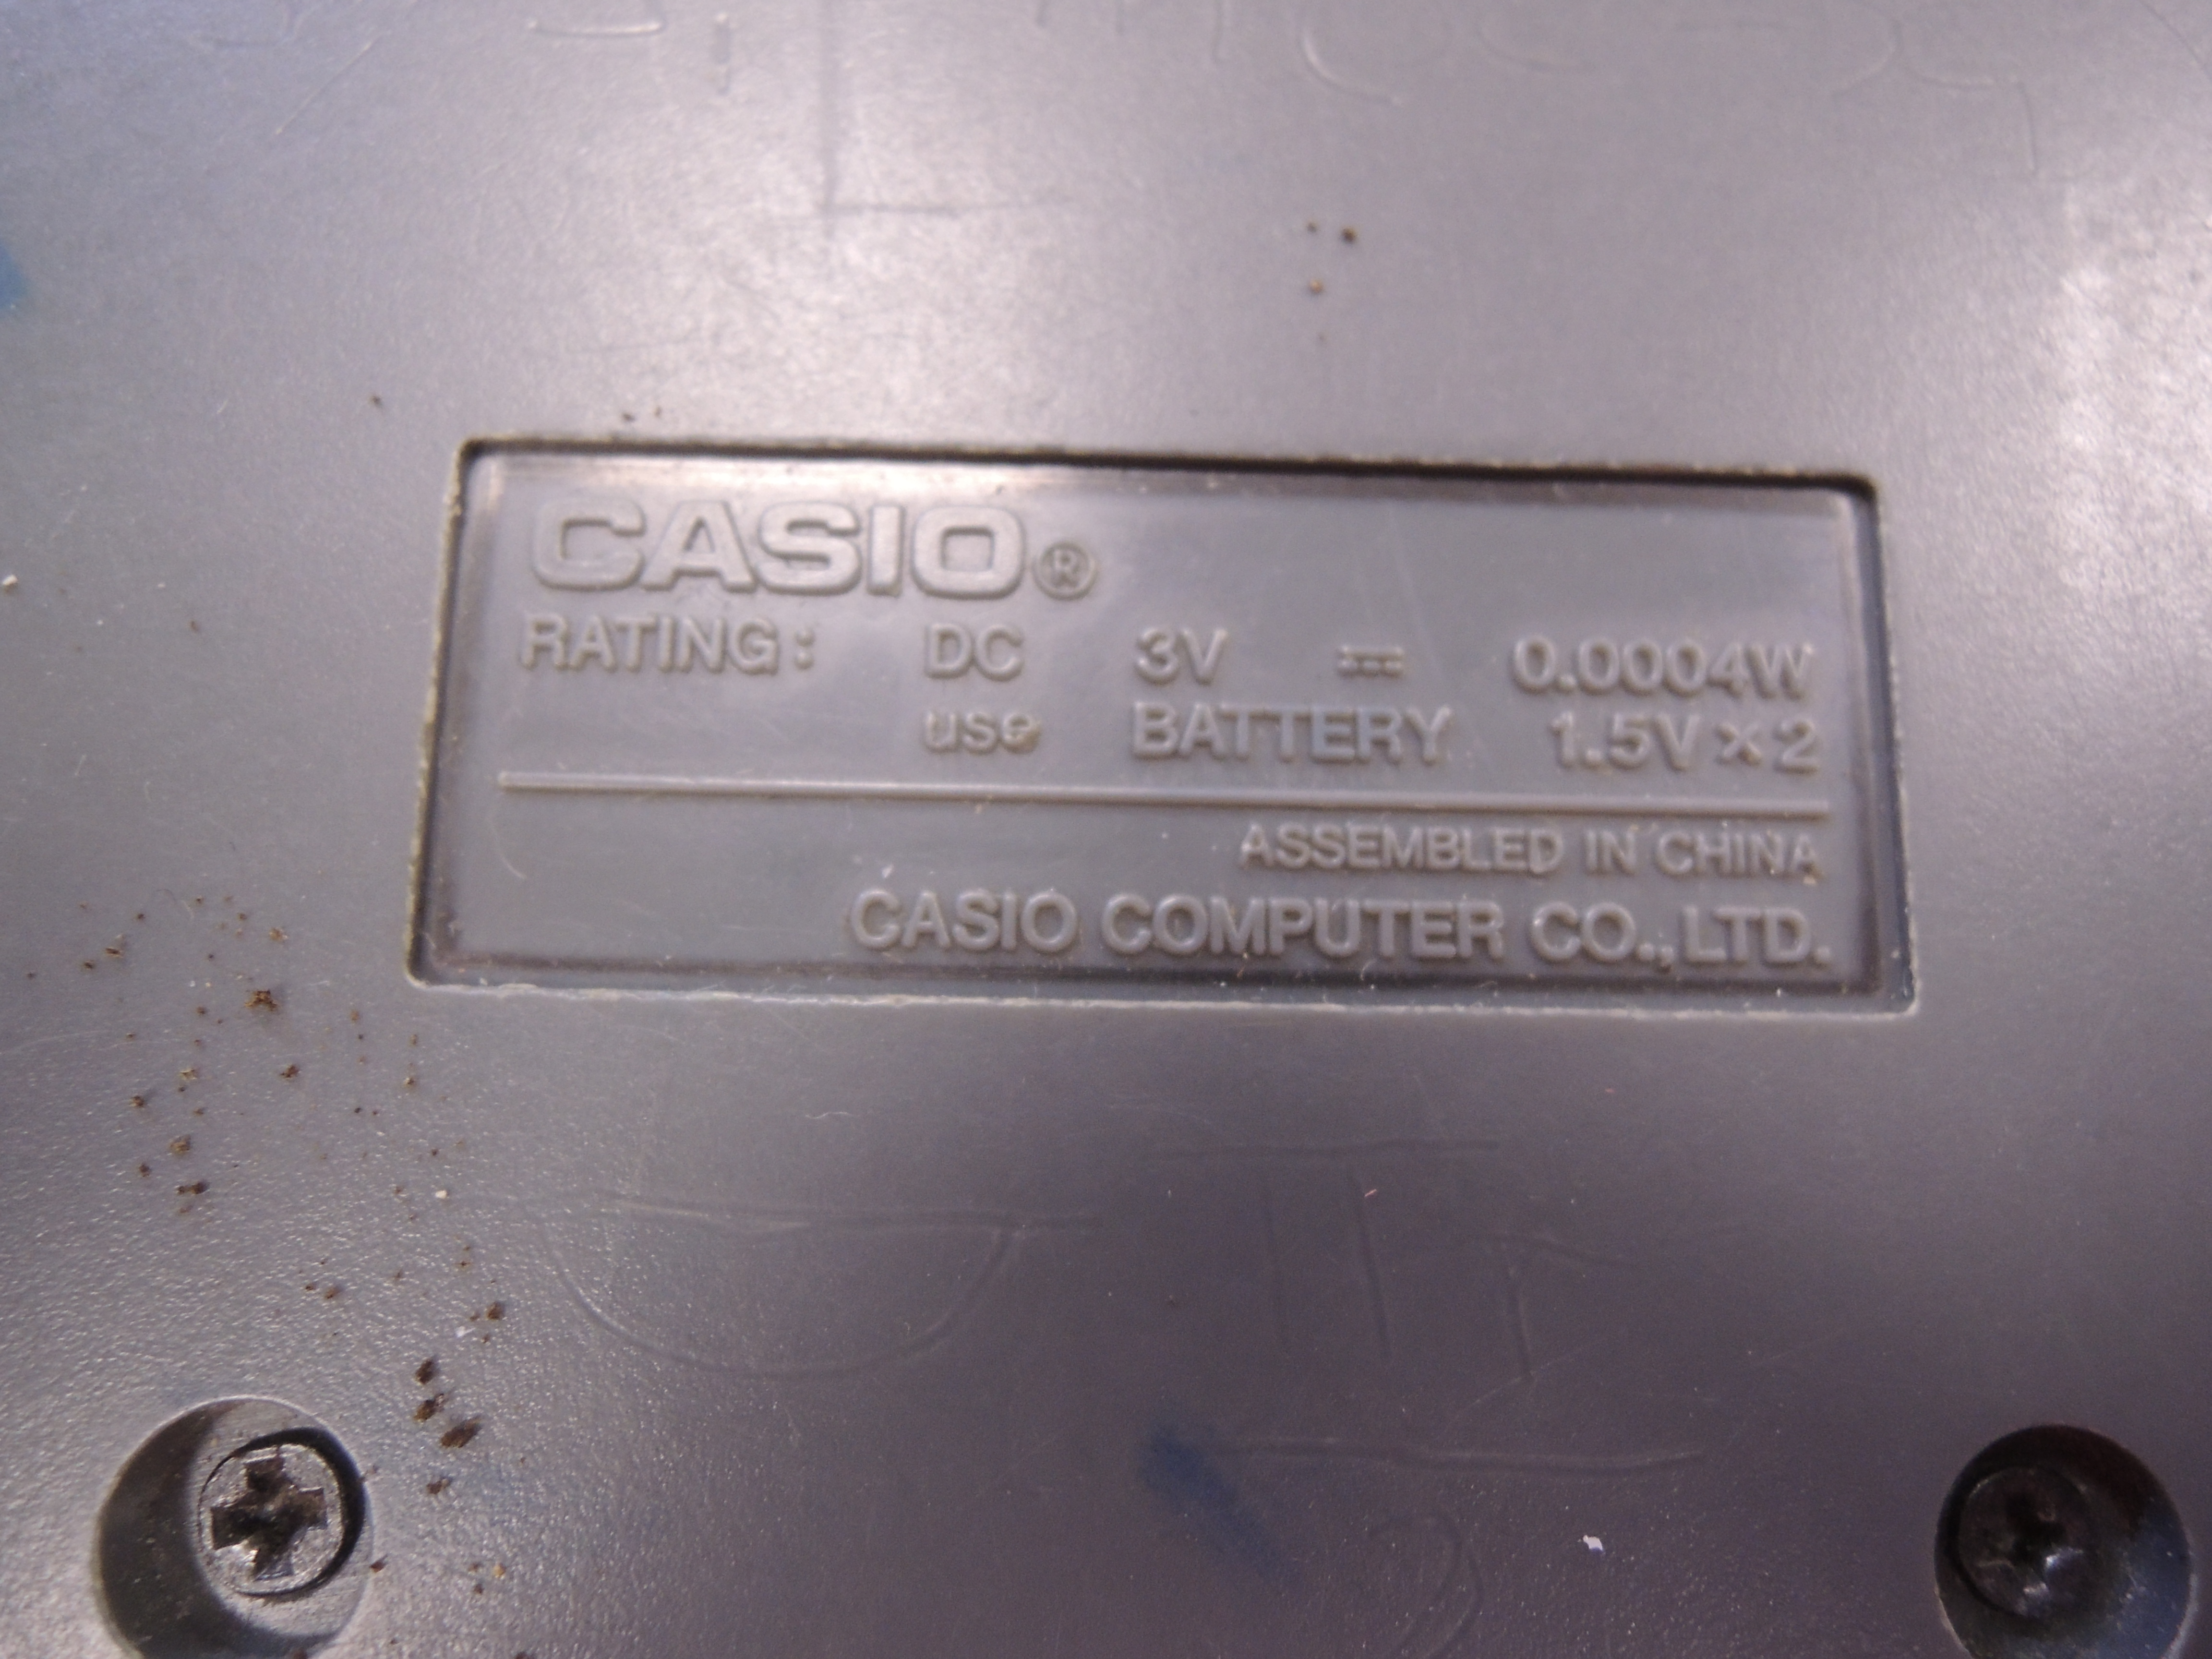 CASIO®
RATING: DC 3V ⎓ 0.0004W
use BATTERY 1.5V×2
ASSEMBLED IN CHINA
CASIO COMPUTER CO.,LTD.